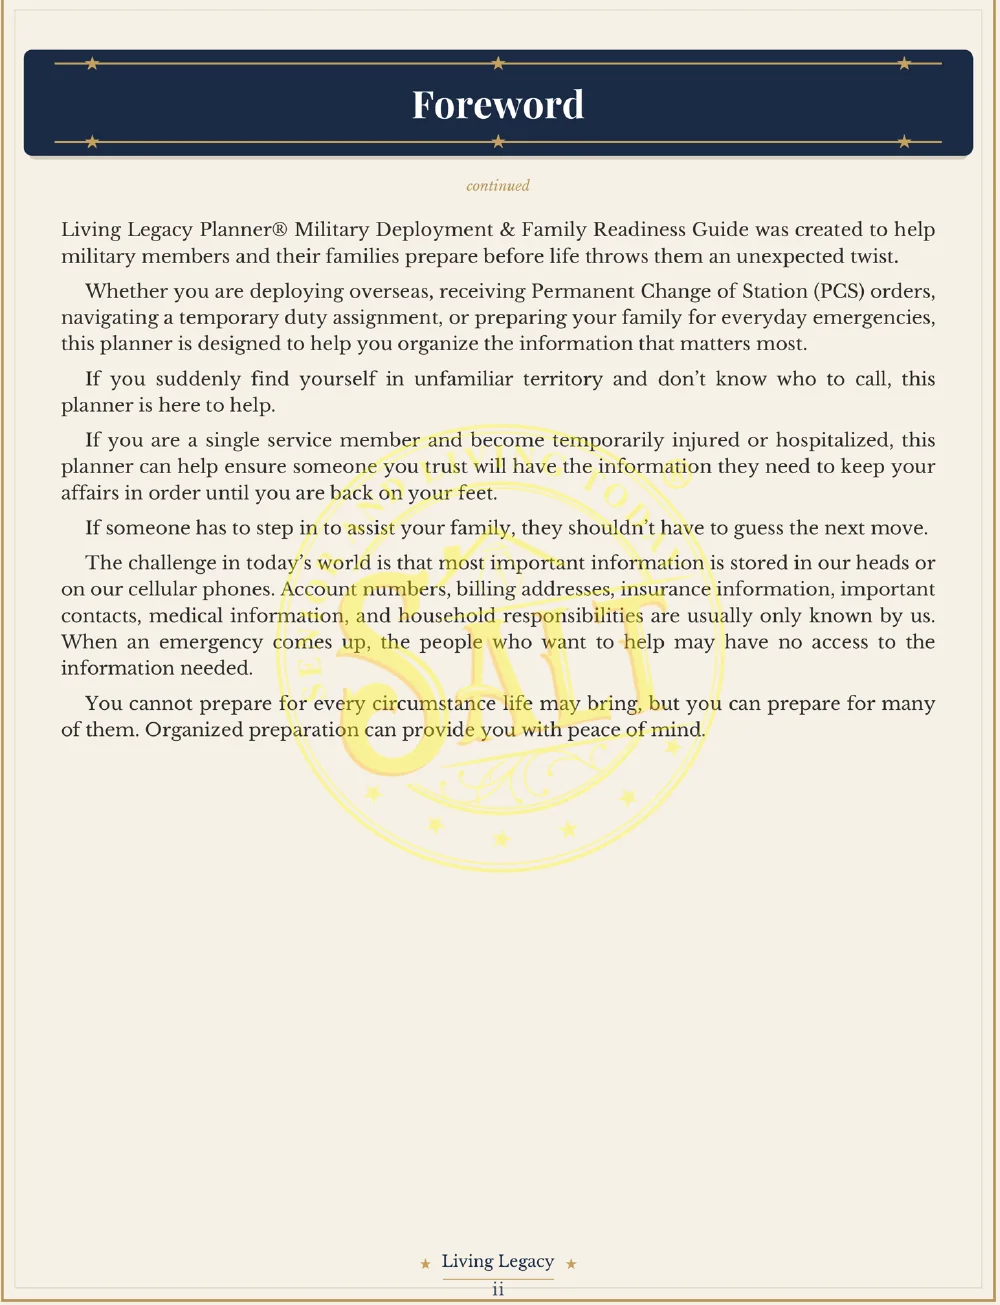 Foreword
continued
Living Legacy Planner® Military Deployment & Family Readiness Guide was created to help
military members and their families prepare before life throws them an unexpected twist.
Whether you are deploying overseas, receiving Permanent Change of Station (PCS) orders,
navigating a temporary duty assignment, or preparing your family for everyday emergencies,
this planner is designed to help you organize the information that matters most.
If you suddenly find yourself in unfamiliar territory and don’t know who to call, this
planner is here to help.
If you are a single service member and become temporarily injured or hospitalized, this
planner can help ensure someone you trust will have the information they need to keep your
affairs in order until you are back on your feet.
If someone has to step in to assist your family, they shouldn’t have to guess the next move.
The challenge in today’s world is that most important information is stored in our heads or
on our cellular phones. Account numbers, billing addresses, insurance information, important
contacts, medical information, and household responsibilities are usually only known by us.
When an emergency comes up, the people who want to help may have no access to the
information needed.
You cannot prepare for every circumstance life may bring, but you can prepare for many
of them. Organized preparation can provide you with peace of mind.
SALT
LIVING TODAY ®
Living Legacy
ii